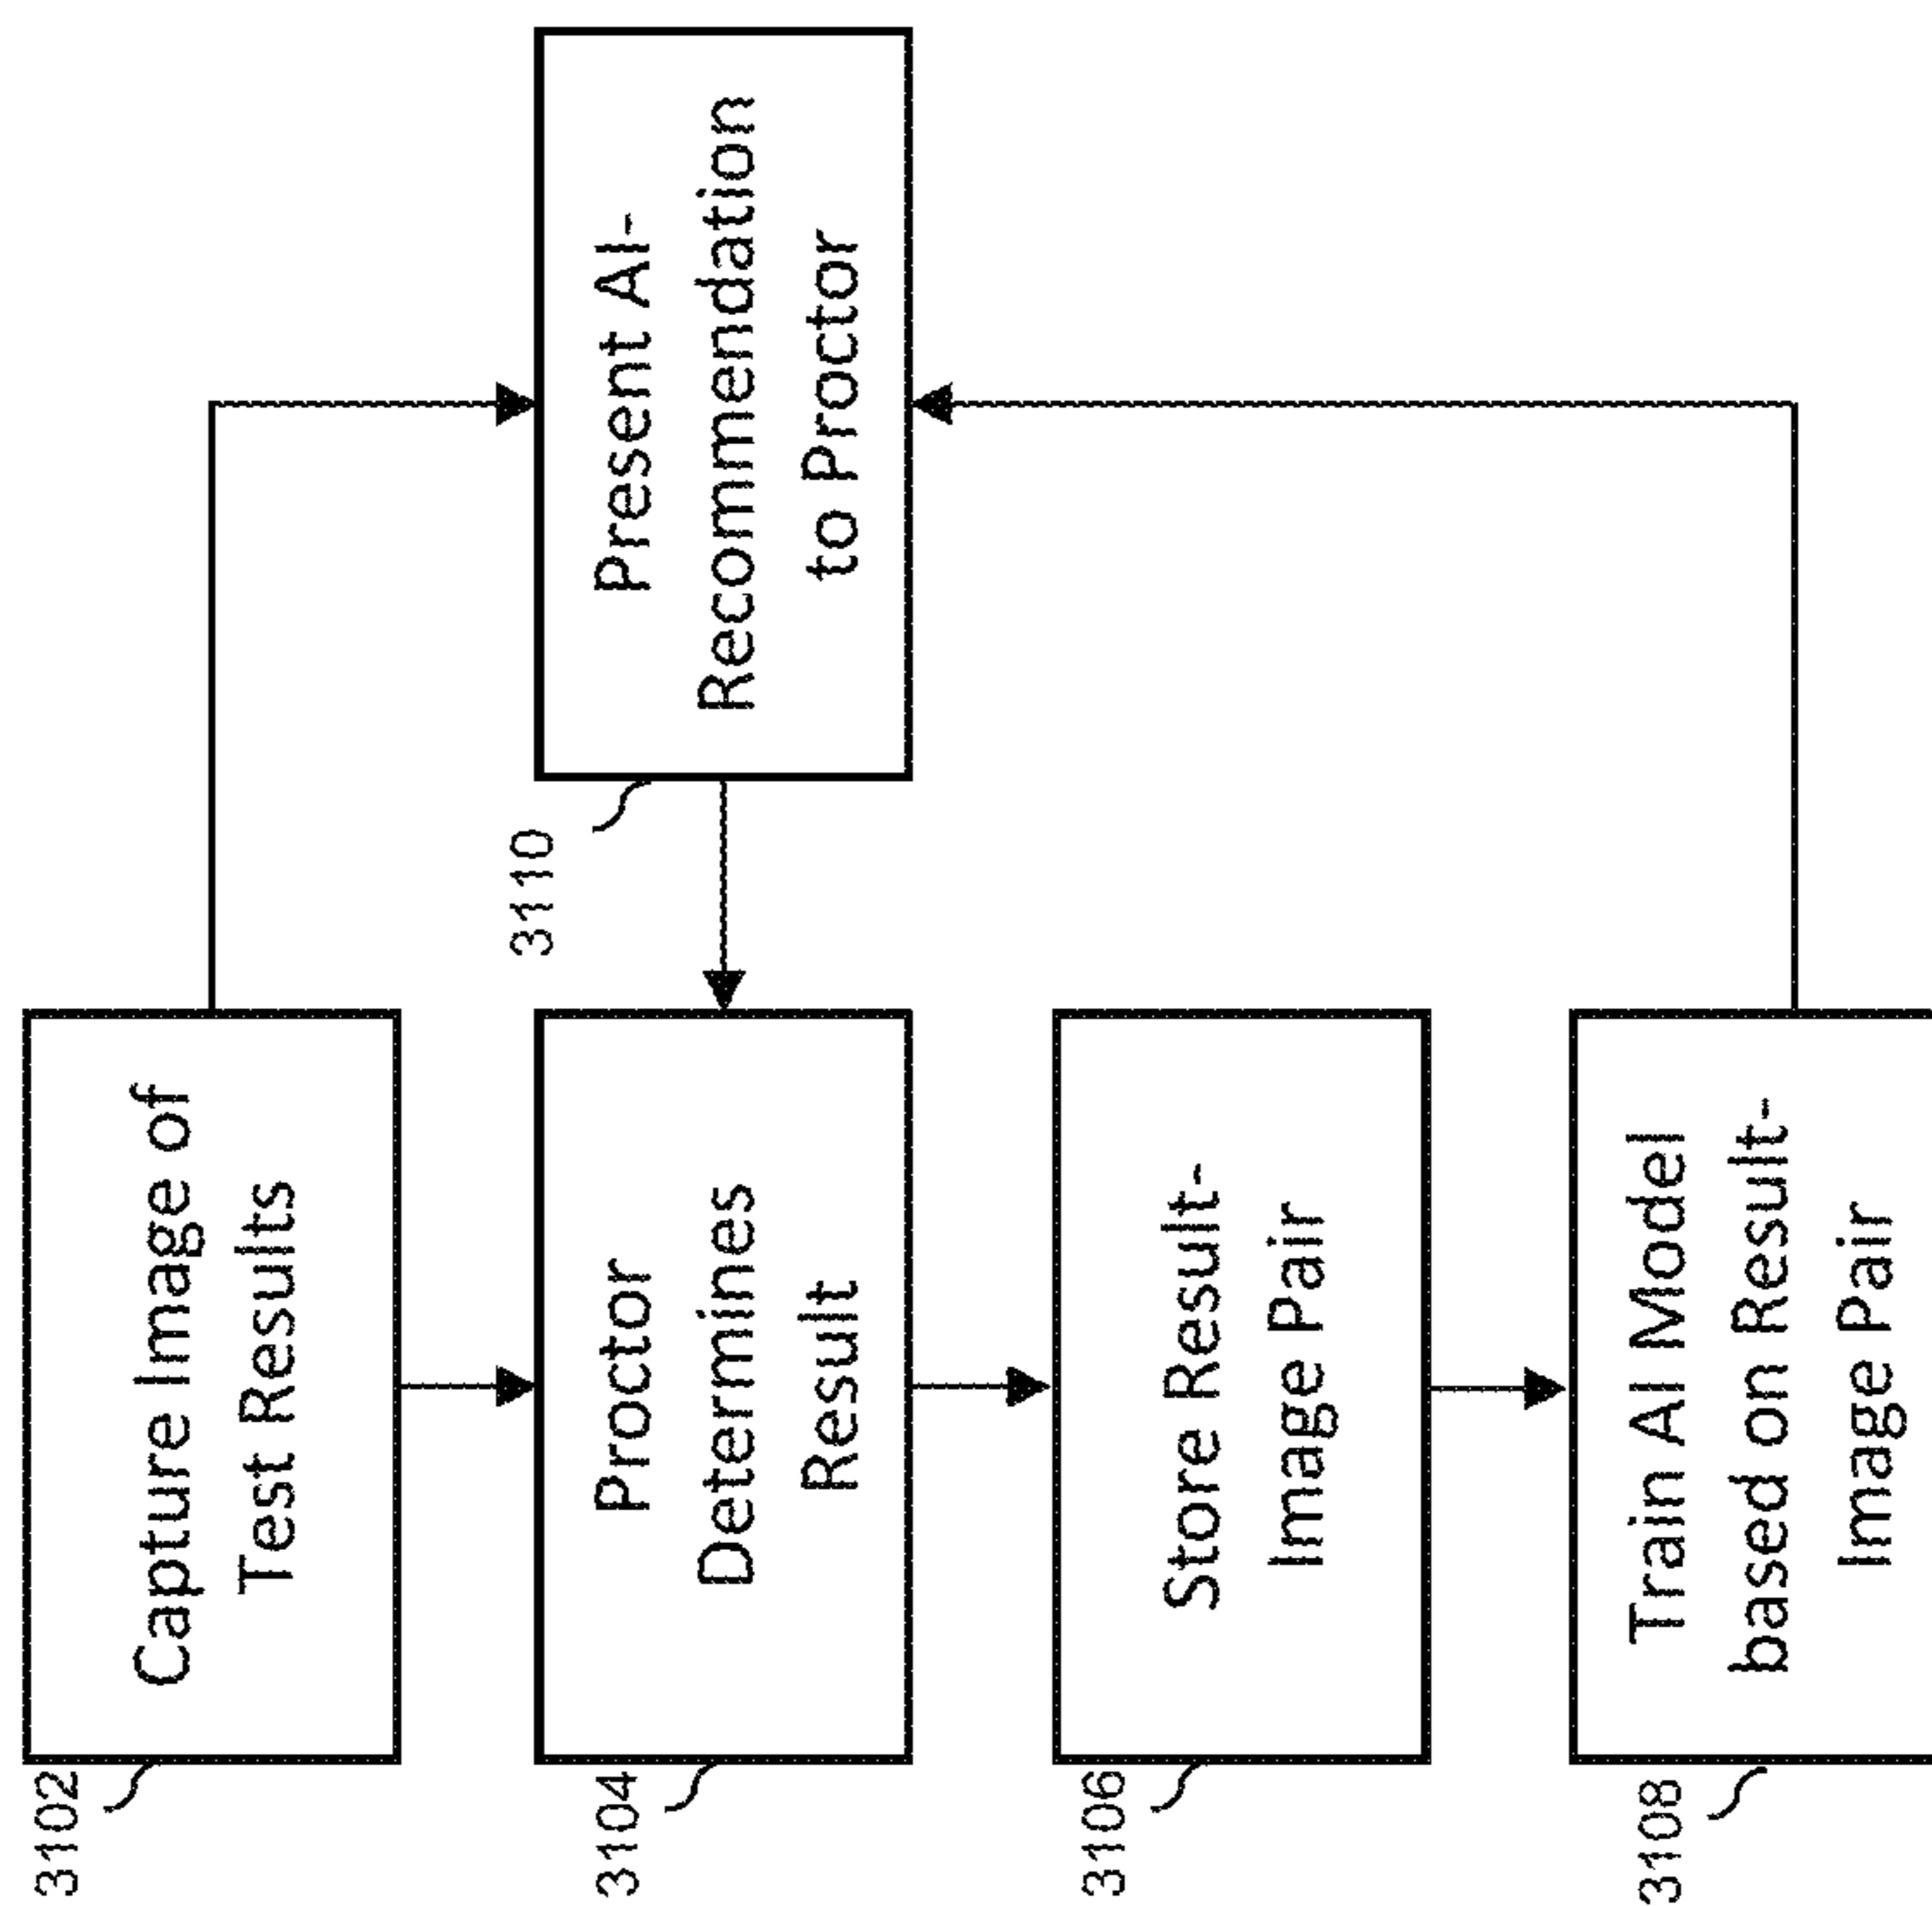 3102
Capture Image of
Test Results
3104
Proctor
Determines
Result
3106
Store Result-
Image Pair
3108
Train AI Model
based on Result-
Image Pair
3110
Present AI-
Recommendation
to Proctor